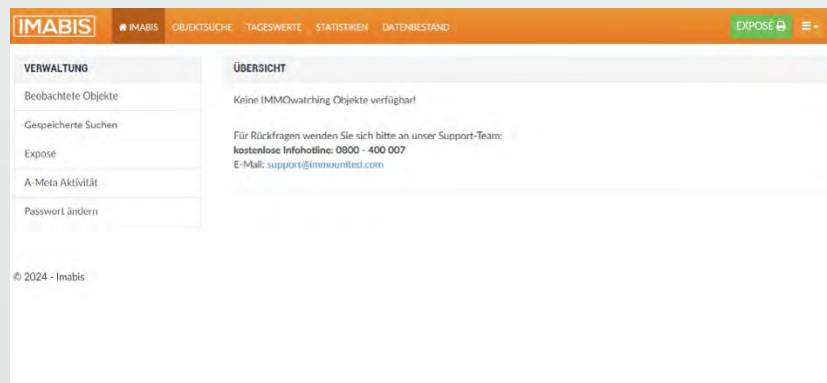 IMABIS IMABIS OBJEKTSUCHE TAGESWERTE STATISTIKEN DATENBESTAND EXPOSÉ
VERWALTUNG
Beobachtete Objekte
Gespeicherte Suchen
Exposé
A-Meta Aktivität
Passwort ändern
ÜBERSICHT
Keine IMMOwatching Objekte verfügbar!
Für Rückfragen wenden Sie sich bitte an unser Support-Team:
kostenlose Infohotline: 0800 - 400 007
E-Mail: support@immounited.com
© 2024 - Imabis